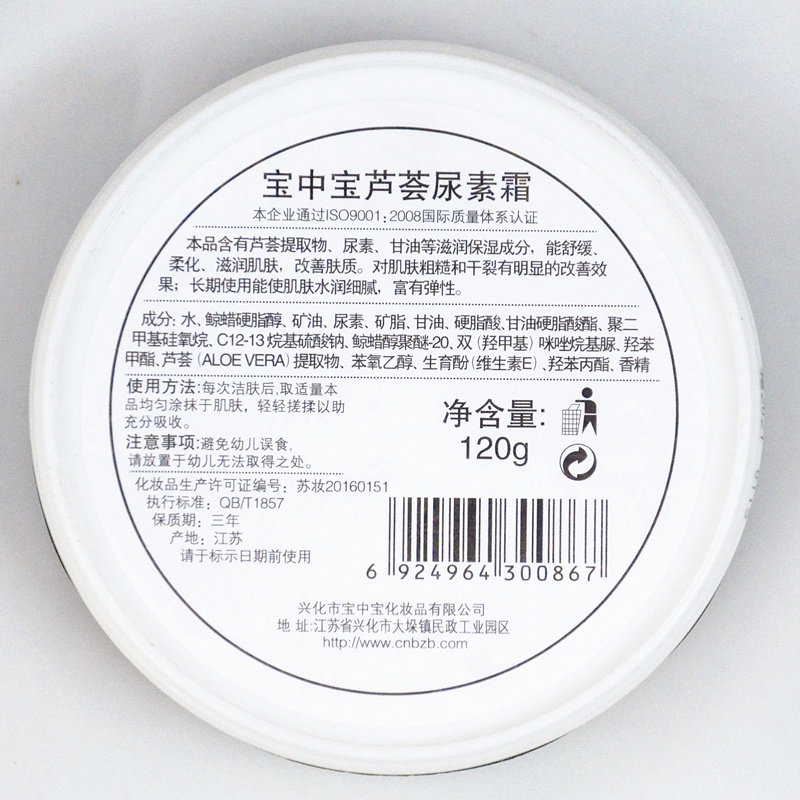 宝中宝芦荟尿素霜
本企业通过ISO9001:2008国际质量体系认证
本品含有芦荟提取物、尿素、甘油等滋润保湿成分，能舒缓、
柔化、滋润肌肤，改善肤质。对肌肤粗糙和干裂有明显的改善效
果；长期使用能使肌肤水润细腻，富有弹性。
成分：水、鲸蜡硬脂醇、矿油、尿素、矿脂、甘油、硬脂酸、甘油硬脂酸酯、聚二
甲基硅氧烷、C12-13 烷基硫酸钠、鲸蜡醇聚醚-20、双（羟甲基）咪唑烷基脲、羟苯
甲酯、芦荟 (ALOE VERA) 提取物、苯氧乙醇、生育酚(维生素E)、羟苯丙酯、香精
使用方法:每次洁肤后,取适量本
品均匀涂抹于肌肤，轻轻搓揉以助
充分吸收。
注意事项:避免幼儿误食,
请放置于幼儿无法取得之处。
净含量:
120g
化妆品生产许可证编号：苏妆20160151
执行标准：QB/T1857
保质期：三年
产地：江苏
请于标示日期前使用
6 924964 300867
兴化市宝中宝化妆品有限公司
地 址:江苏省兴化市大垛镇民政工业园区
http://www.cnbzb.com